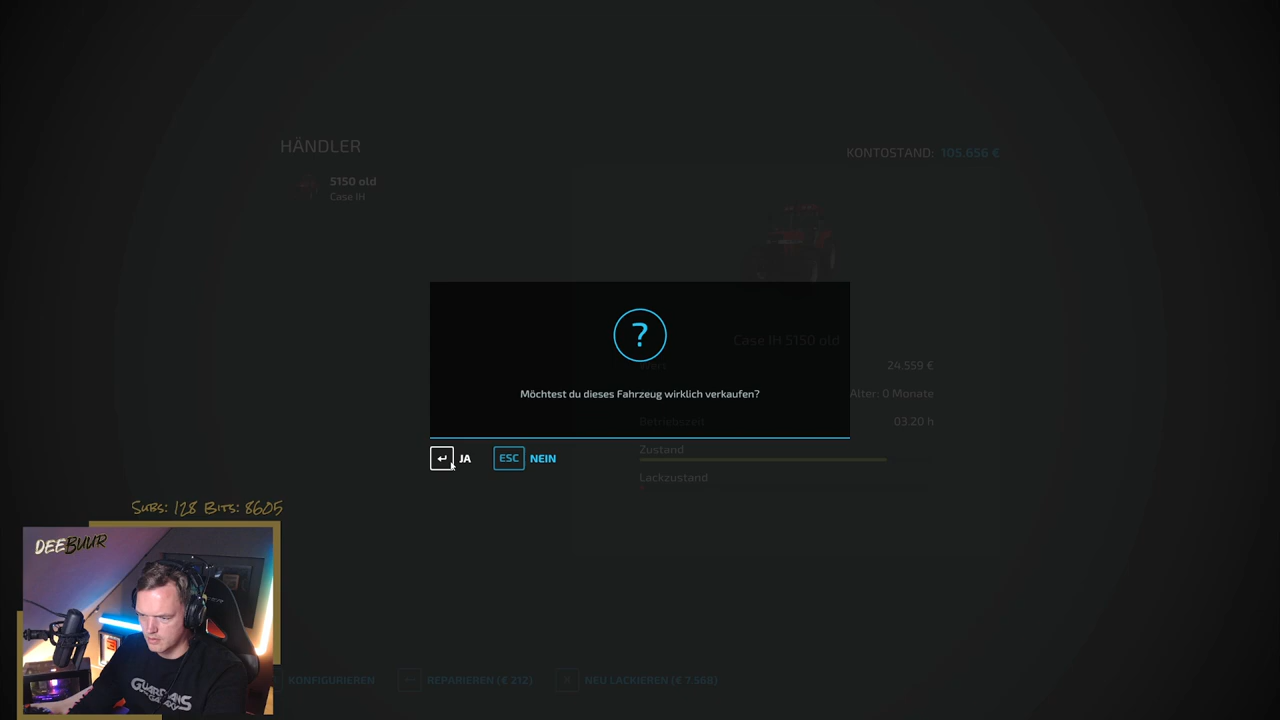 HÄNDLER
KONTOSTAND: 105.656 €
5150 old
Case IH
?
Case IH 5150 old
Wert
24.559 €
Möchtest du dieses Fahrzeug wirklich verkaufen?
Alter: 0 Monate
Betriebszeit
03:20 h
Zustand
JA
ESC NEIN
Lackzustand
SUBS: 128 BITS: 8605
DEEBUUR
GUARDIANS
GALAXY
KONFIGURIEREN
REPARIEREN (€ 212)
NEU LACKIEREN (€ 7.568)